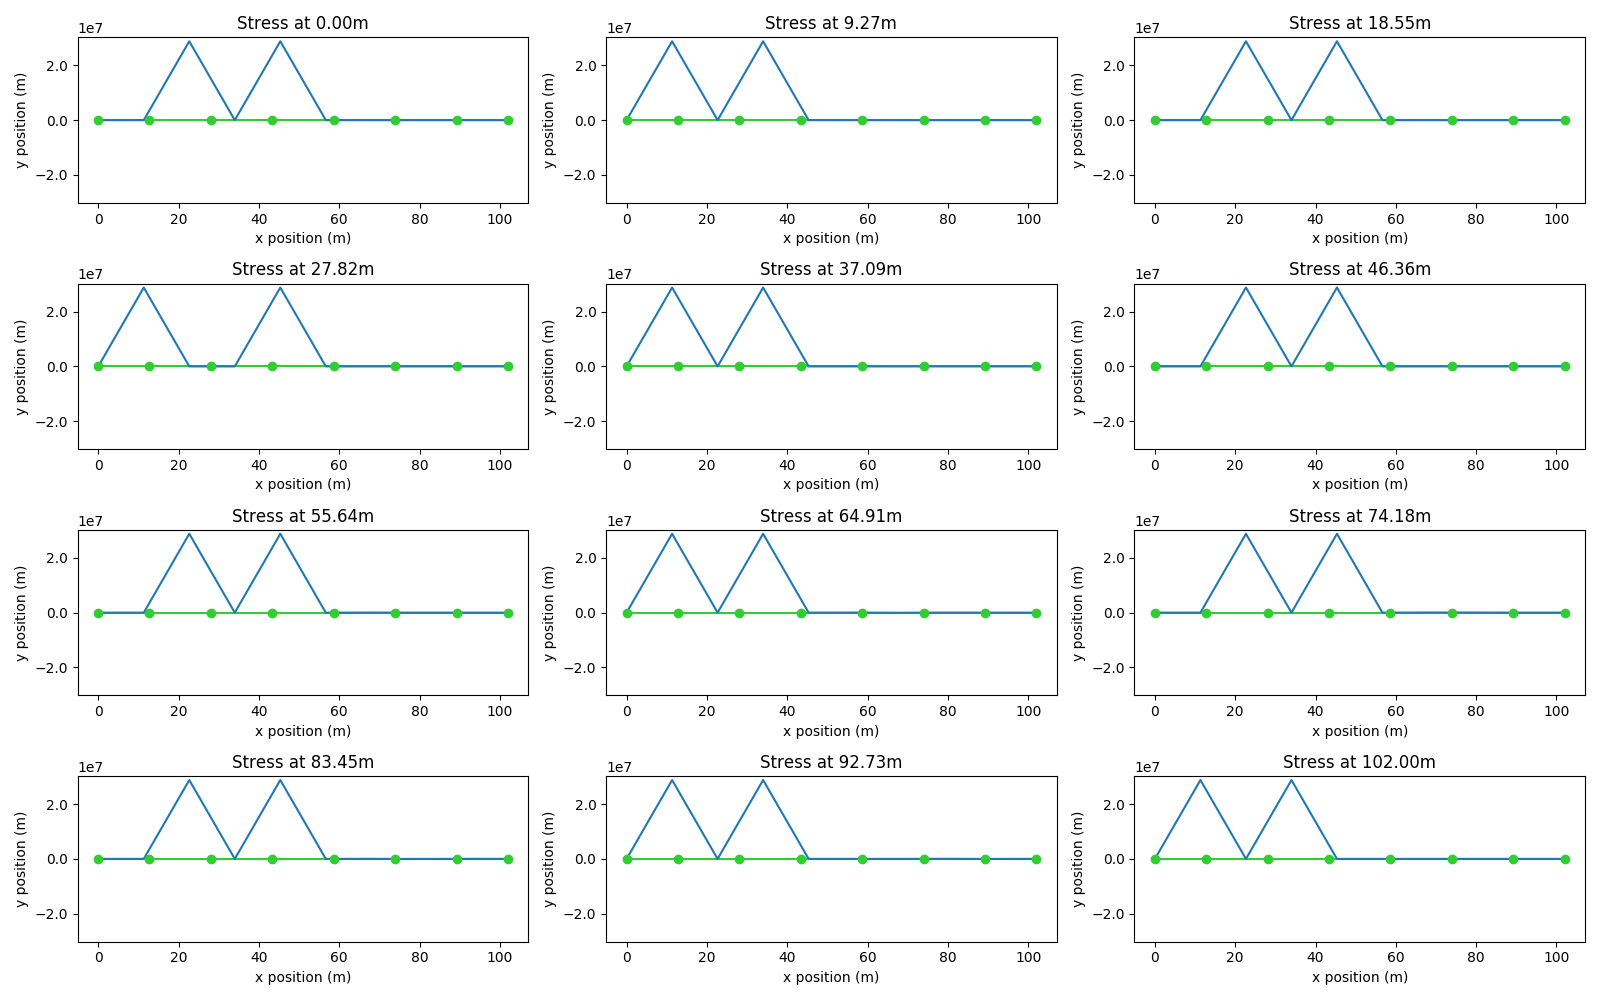 Stress at 0.00m
1e7
y position (m)
2.0
0.0
−2.0
0 20 40 60 80 100
x position (m)
Stress at 9.27m
1e7
y position (m)
2.0
0.0
−2.0
0 20 40 60 80 100
x position (m)
Stress at 18.55m
1e7
y position (m)
2.0
0.0
−2.0
0 20 40 60 80 100
x position (m)
Stress at 27.82m
1e7
y position (m)
2.0
0.0
−2.0
0 20 40 60 80 100
x position (m)
Stress at 37.09m
1e7
y position (m)
2.0
0.0
−2.0
0 20 40 60 80 100
x position (m)
Stress at 46.36m
1e7
y position (m)
2.0
0.0
−2.0
0 20 40 60 80 100
x position (m)
Stress at 55.64m
1e7
y position (m)
2.0
0.0
−2.0
0 20 40 60 80 100
x position (m)
Stress at 64.91m
1e7
y position (m)
2.0
0.0
−2.0
0 20 40 60 80 100
x position (m)
Stress at 74.18m
1e7
y position (m)
2.0
0.0
−2.0
0 20 40 60 80 100
x position (m)
Stress at 83.45m
1e7
y position (m)
2.0
0.0
−2.0
0 20 40 60 80 100
x position (m)
Stress at 92.73m
1e7
y position (m)
2.0
0.0
−2.0
0 20 40 60 80 100
x position (m)
Stress at 102.00m
1e7
y position (m)
2.0
0.0
−2.0
0 20 40 60 80 100
x position (m)